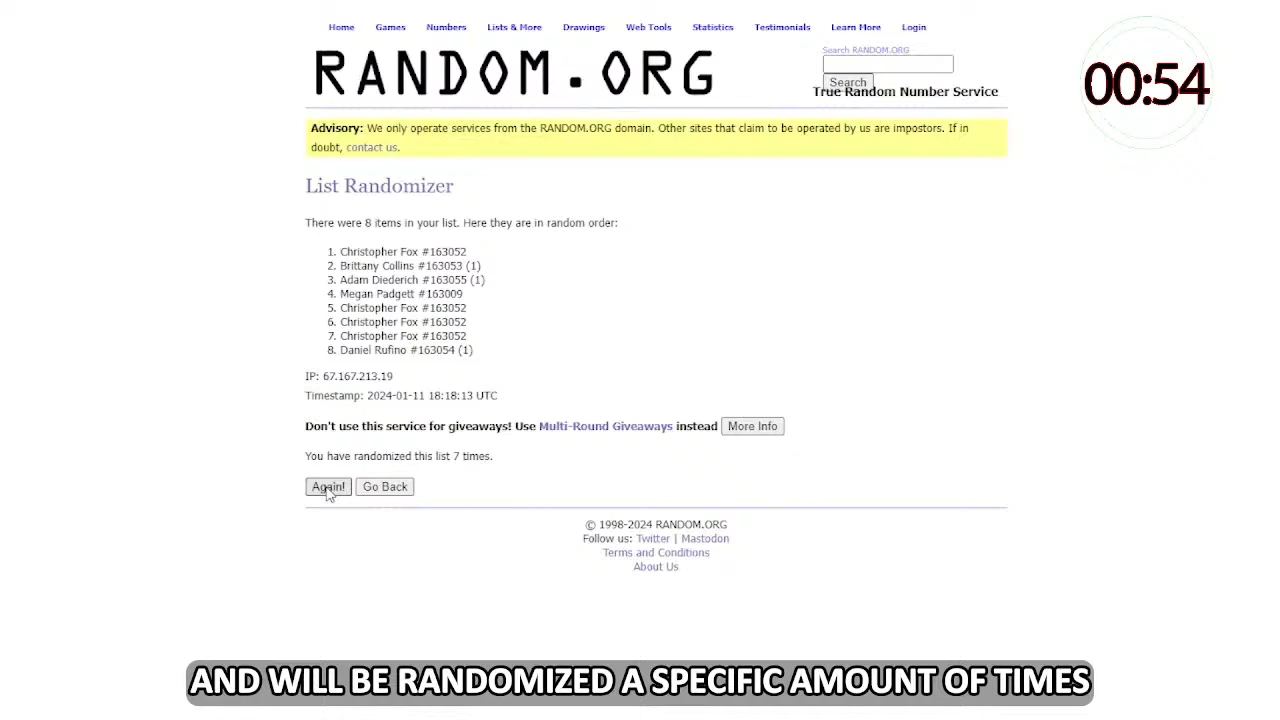 Home Games Numbers Lists & More Drawings Web Tools Statistics Testimonials Learn More Login
RANDOM.ORG
Search RANDOM.ORG
Search
True Random Number Service
00:54
Advisory: We only operate services from the RANDOM.ORG domain. Other sites that claim to be operated by us are impostors. If in
doubt, contact us.
List Randomizer
There were 8 items in your list. Here they are in random order:
1. Christopher Fox #163052
2. Brittany Collins #163053 (1)
3. Adam Diederich #163055 (1)
4. Megan Padgett #163009
5. Christopher Fox #163052
6. Christopher Fox #163052
7. Christopher Fox #163052
8. Daniel Rufino #163054 (1)
IP: 67.167.213.19
Timestamp: 2024-01-11 18:18:13 UTC
Don't use this service for giveaways! Use Multi-Round Giveaways instead More Info
You have randomized this list 7 times.
Again! Go Back
© 1998-2024 RANDOM.ORG
Follow us: Twitter | Mastodon
Terms and Conditions
About Us
AND WILL BE RANDOMIZED A SPECIFIC AMOUNT OF TIMES